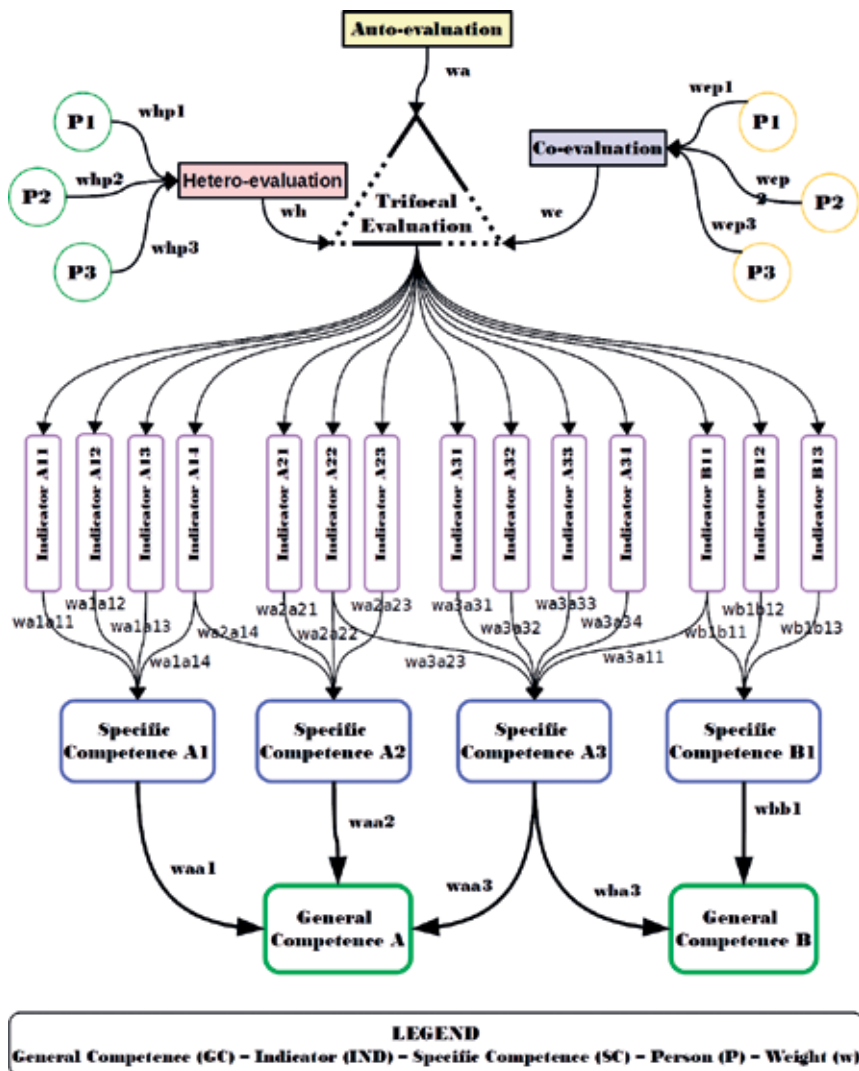 Auto-evaluation
wa
P1
whp1
wcp1
P1
Co-evaluation
P2
whp2
Hetero-evaluation
Trifocal
Evaluation
wh
wc
wcp
2
P2
P3
whp3
wcp3
P3
Indicator A11
Indicator A12
Indicator A13
Indicator A14
Indicator A21
Indicator A22
Indicator A23
Indicator A31
Indicator A32
Indicator A33
Indicator A34
Indicator B11
Indicator B12
Indicator B13
wa1a11
wa1a12
wa1a13
wa1a14
wa2a14
wa2a21
wa2a22
wa2a23
wa3a23
wa3a31
wa3a32
wa3a33
wa3a34
wa3a11
wb1b11
wb1b12
wb1b13
Specific
Competence A1
Specific
Competence A2
Specific
Competence A3
Specific
Competence B1
waa1
waa2
waa3
wba3
wbb1
General
Competence A
General
Competence B
LEGEND
General Competence (GC) – Indicator (IND) – Specific Competence (SC) – Person (P) – Weight (w)